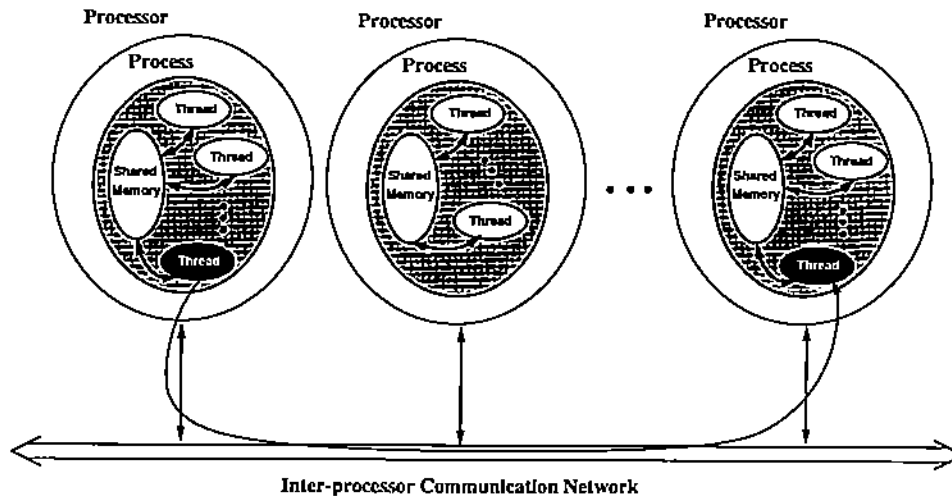 Processor
Processor
Processor
Process
Thread
Shared
Memory
Thread
Thread
Process
Thread
Shared
Memory
Thread
Process
Thread
Shared
Memory
Thread
Thread
Inter-processor Communication Network